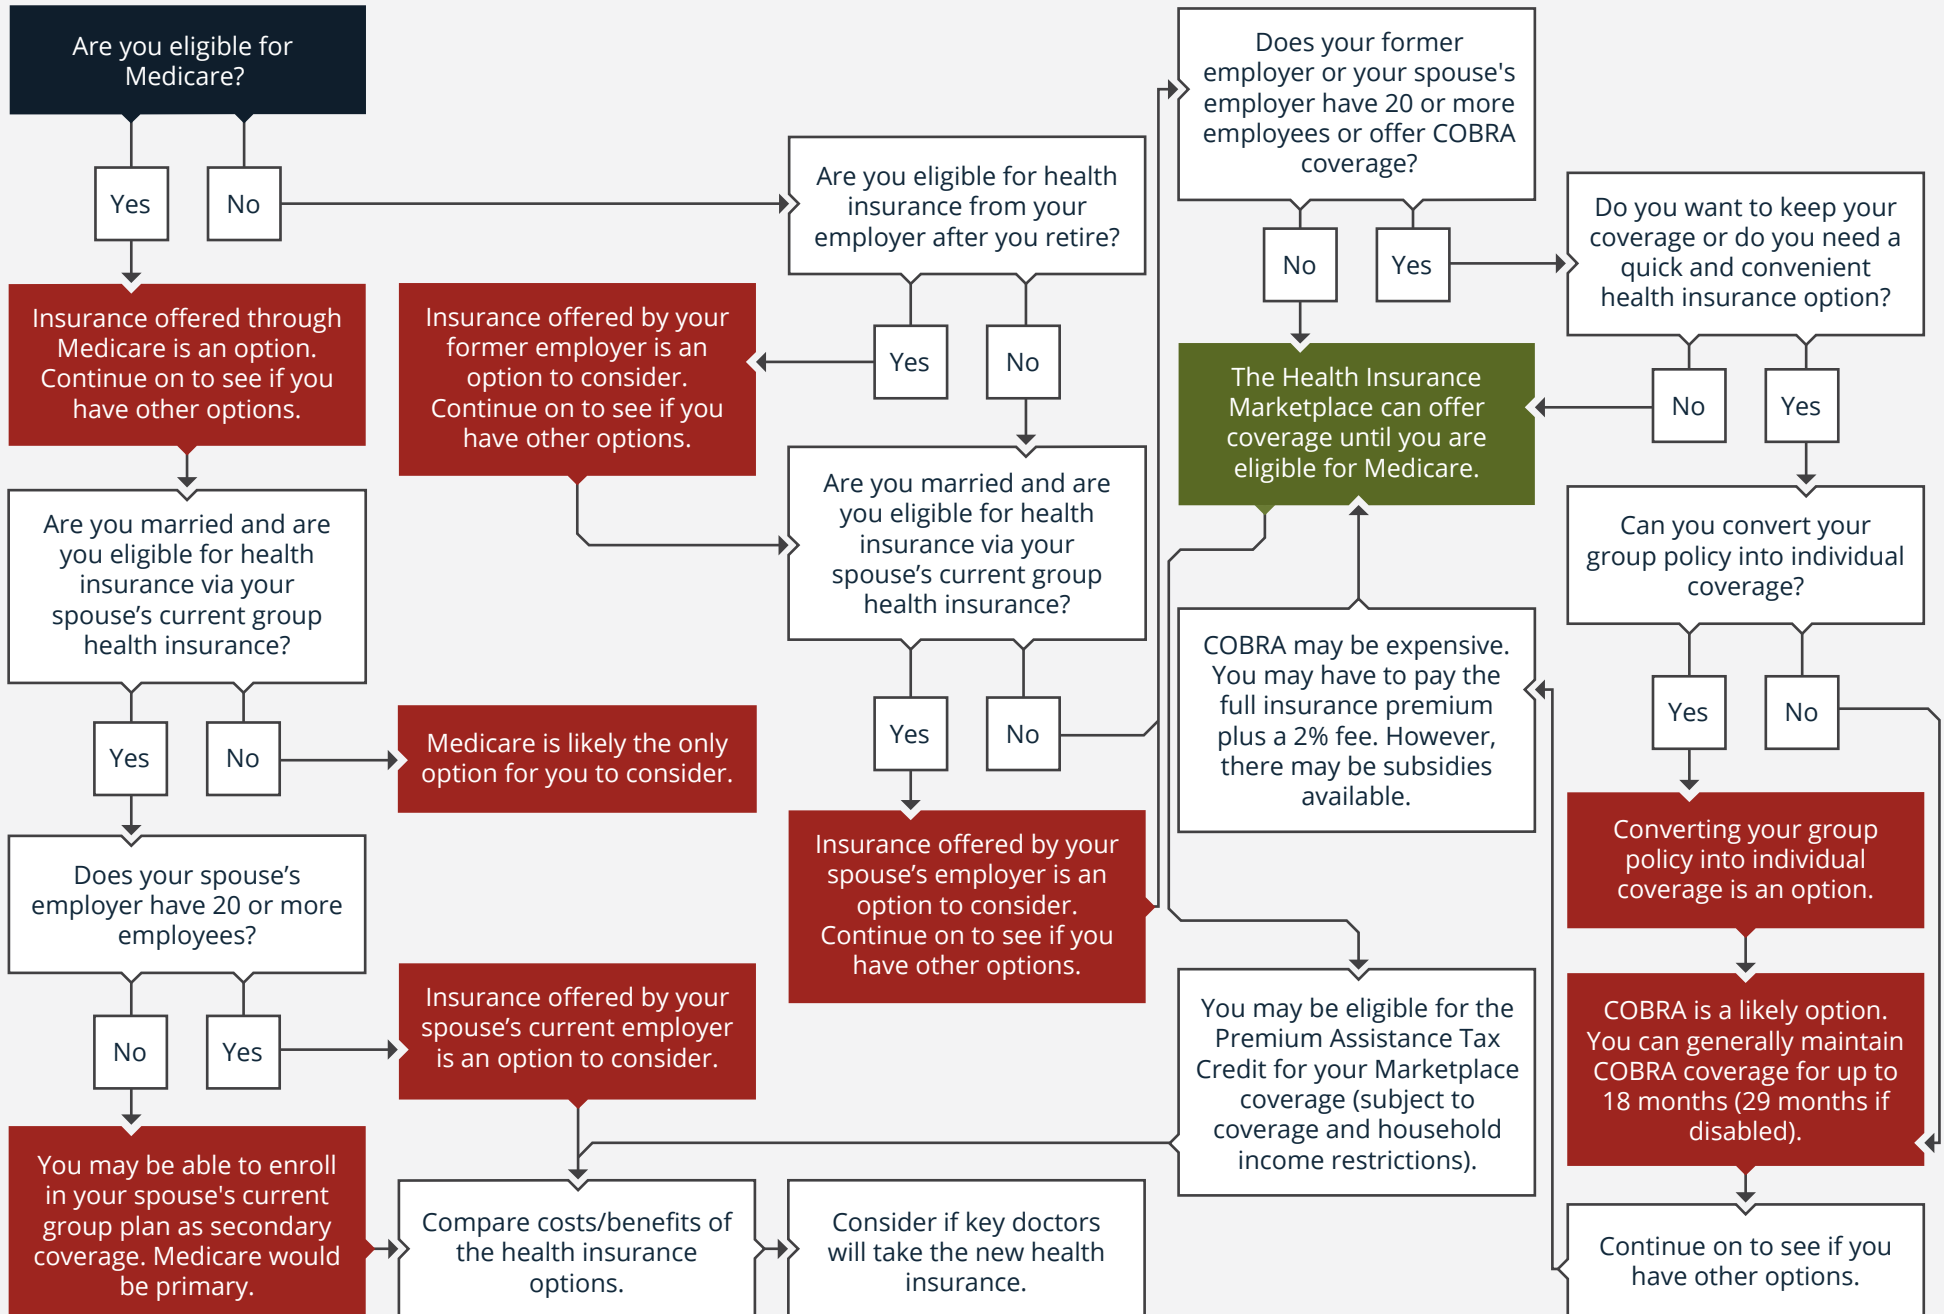 Are you eligible for
Medicare?
Yes
No
Insurance offered through
Medicare is an option.
Continue on to see if you
have other options.
Are you married and are
you eligible for health
insurance via your
spouse’s current group
health insurance?
Yes
No
Medicare is likely the only
option for you to consider.
Does your spouse’s
employer have 20 or more
employees?
No
Yes
Insurance offered by your
spouse’s current employer
is an option to consider.
You may be able to enroll
in your spouse's current
group plan as secondary
coverage. Medicare would
be primary.
Compare costs/benefits of
the health insurance
options.
Consider if key doctors
will take the new health
insurance.
Are you eligible for health
insurance from your
employer after you retire?
Yes
No
Insurance offered by your
former employer is an
option to consider.
Continue on to see if you
have other options.
Are you married and are
you eligible for health
insurance via your
spouse’s current group
health insurance?
Yes
No
Insurance offered by your
spouse’s employer is an
option to consider.
Continue on to see if you
have other options.
Does your former
employer or your spouse's
employer have 20 or more
employees or offer COBRA
coverage?
No
Yes
The Health Insurance
Marketplace can offer
coverage until you are
eligible for Medicare.
COBRA may be expensive.
You may have to pay the
full insurance premium
plus a 2% fee. However,
there may be subsidies
available.
You may be eligible for the
Premium Assistance Tax
Credit for your Marketplace
coverage (subject to
coverage and household
income restrictions).
Do you want to keep your
coverage or do you need a
quick and convenient
health insurance option?
No
Yes
Can you convert your
group policy into individual
coverage?
Yes
No
Converting your group
policy into individual
coverage is an option.
COBRA is a likely option.
You can generally maintain
COBRA coverage for up to
18 months (29 months if
disabled).
Continue on to see if you
have other options.